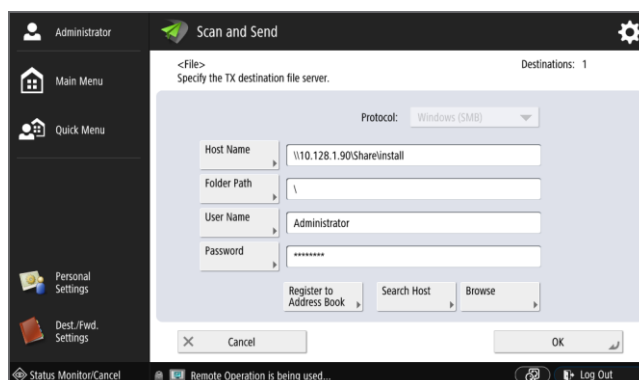 Administrator
Scan and Send
Main Menu
Quick Menu
Personal
Settings
Dest./Fwd.
Settings
<File>
Destinations: 1
Specify the TX destination file server.
Protocol: Windows (SMB)
Host Name \\10.128.1.90\Share\install
Folder Path \
User Name Administrator
Password ********
Register to
Address Book
Search Host
Browse
Cancel
OK
Status Monitor/Cancel
Remote Operation is being used...
Log Out